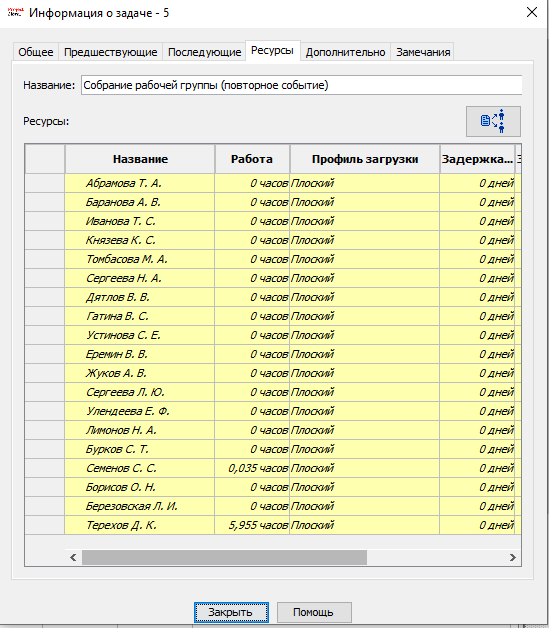 Информация о задаче - 5
Общее Предшествующие Последующие Ресурсы Дополнительно Замечания
Название: Собрание рабочей группы (повторное событие)
Ресурсы:
Название Работа Профиль загрузки Задержка...
Абрамова Т. А. 0 часов Плоский 0 дней
Баранова А. В. 0 часов Плоский 0 дней
Иванова Т. С. 0 часов Плоский 0 дней
Князева К. С. 0 часов Плоский 0 дней
Томбасова М. А. 0 часов Плоский 0 дней
Сергеева Н. А. 0 часов Плоский 0 дней
Дятлов В. В. 0 часов Плоский 0 дней
Гатина В. С. 0 часов Плоский 0 дней
Устинова С. Е. 0 часов Плоский 0 дней
Еремин В. В. 0 часов Плоский 0 дней
Жуков А. В. 0 часов Плоский 0 дней
Сергеева Л. Ю. 0 часов Плоский 0 дней
Улендеева Е. Ф. 0 часов Плоский 0 дней
Лимонов Н. А. 0 часов Плоский 0 дней
Бурков С. Т. 0 часов Плоский 0 дней
Семенов С. С. 0,035 часов Плоский 0 дней
Борисов О. Н. 0 часов Плоский 0 дней
Березовская Л. И. 0 часов Плоский 0 дней
Терехов Д. К. 5,955 часов Плоский 0 дней
Закрыть Помощь